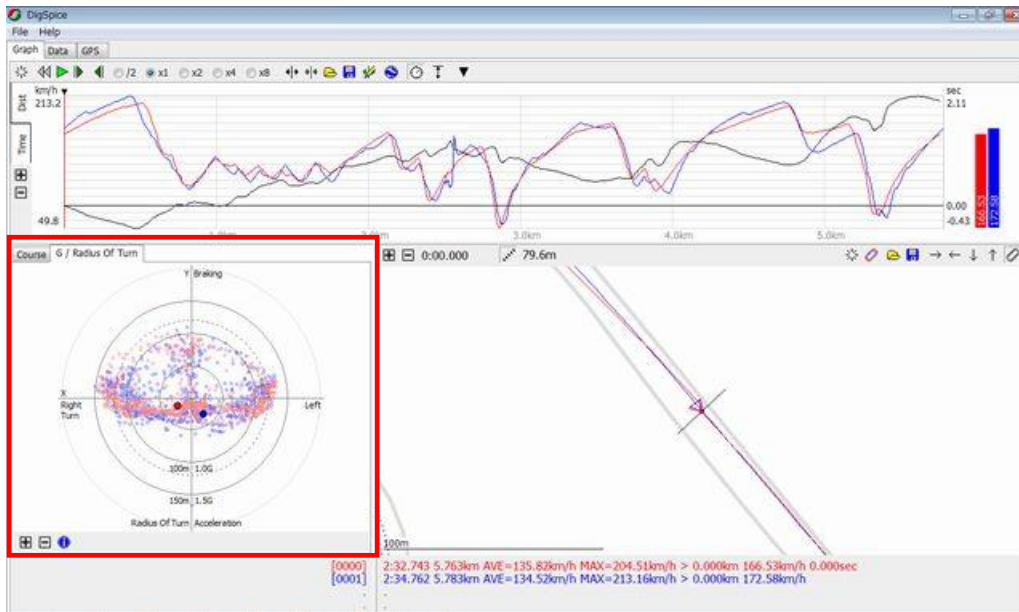 DigSpice
File Help
Graph Data GPS
/2 x1 x2 x4 x8
km/h
213.2
49.8
Dist
Time
sec
2.11
0.00
-0.43
166.53
172.58
3.0km 4.0km 5.0km
Course G / Radius Of Turn
0:00.000 79.6m
Y Braking
X
Right
Turn
Left
100m 1.0G
150m 1.5G
Radius Of Turn Acceleration
100m
[0000] 2:32.743 5.763km AVE=135.82km/h MAX=204.51km/h > 0.000km 166.53km/h 0.000sec
[0001] 2:34.762 5.783km AVE=134.52km/h MAX=213.16km/h > 0.000km 172.58km/h